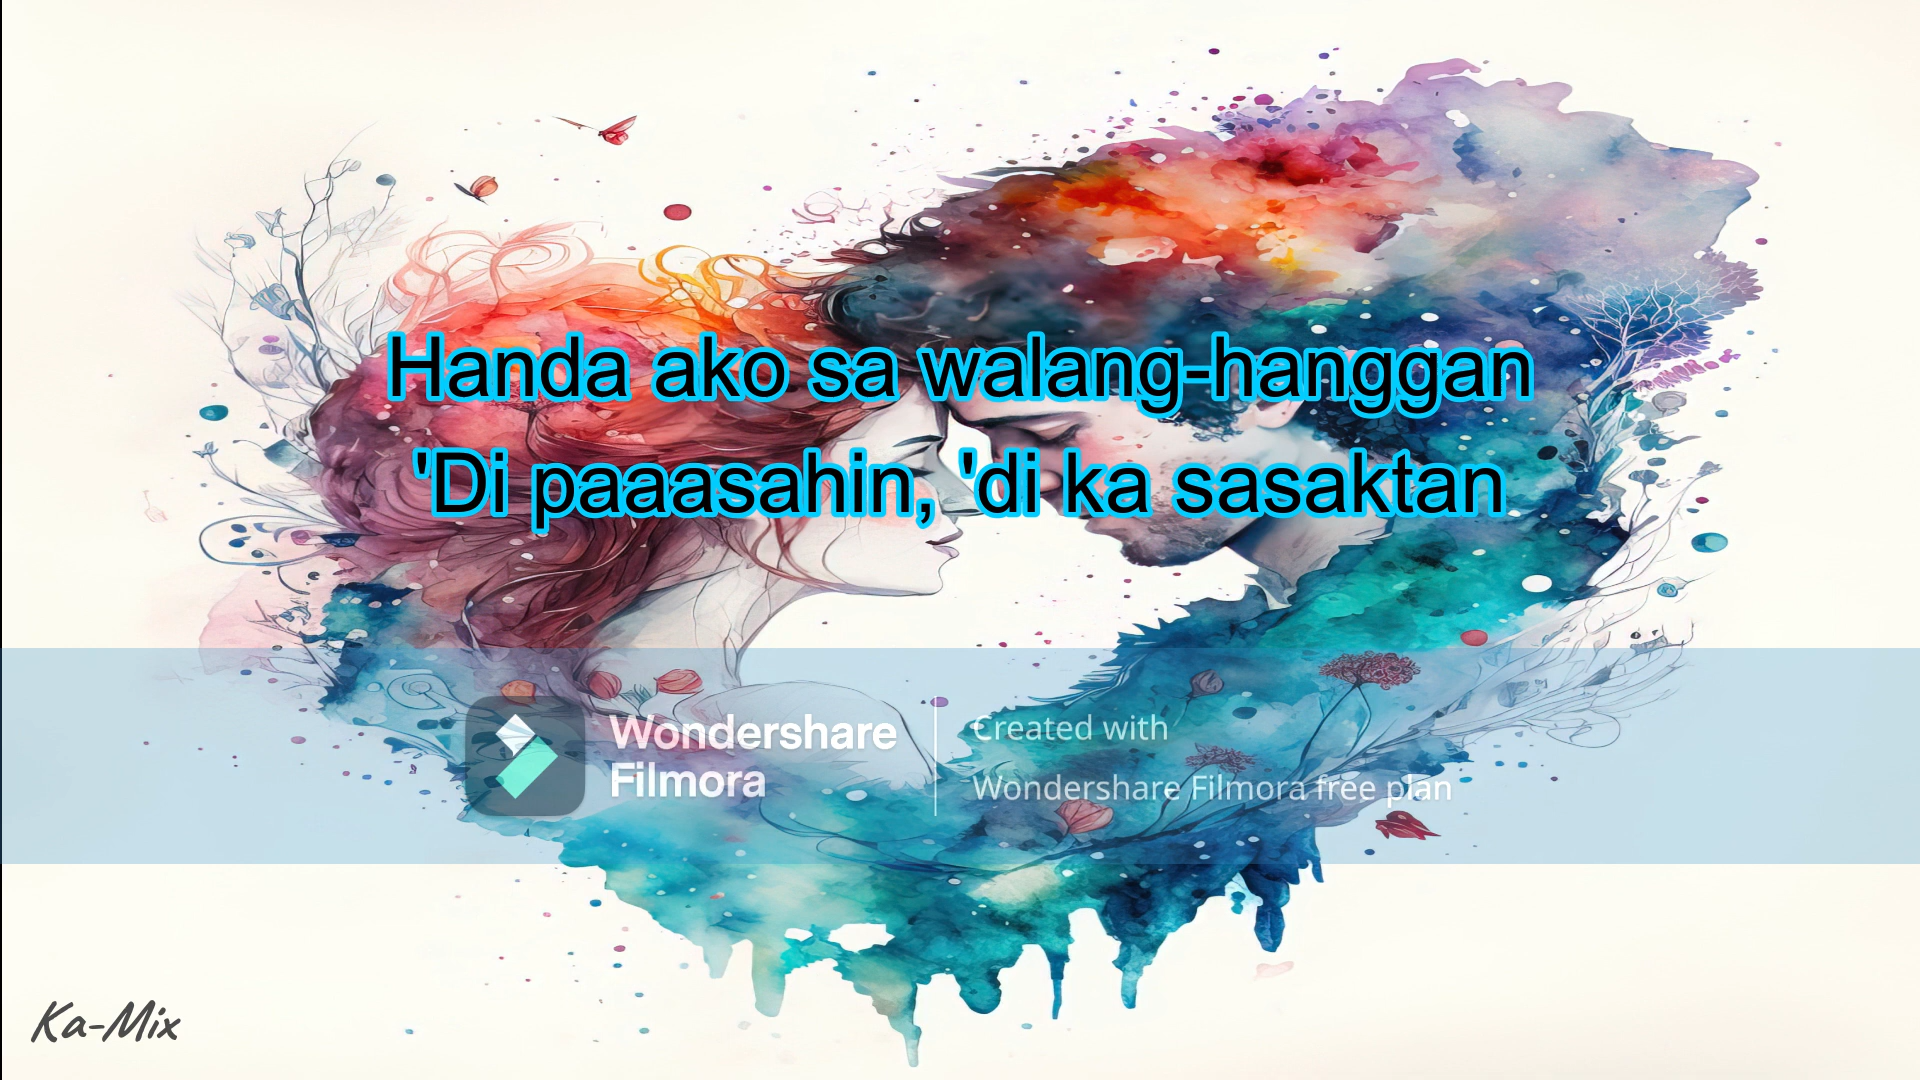 Handa ako sa walang-hanggan
'Di paaasahin, 'di ka sasaktan
Wondershare
Filmora
Created with
Wondershare Filmora free plan
Ka-Mix